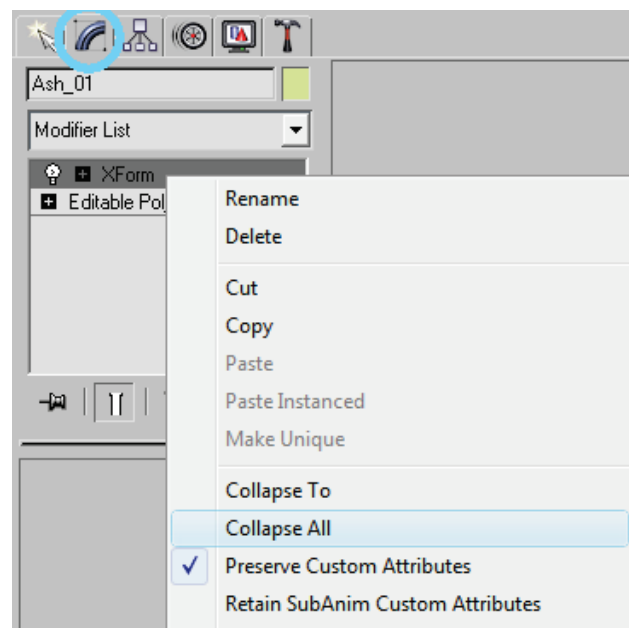 Ash_01
Modifier List
XForm
Editable Pol
Rename
Delete
Cut
Copy
Paste
Paste Instanced
Make Unique
Collapse To
Collapse All
Preserve Custom Attributes
Retain SubAnim Custom Attributes